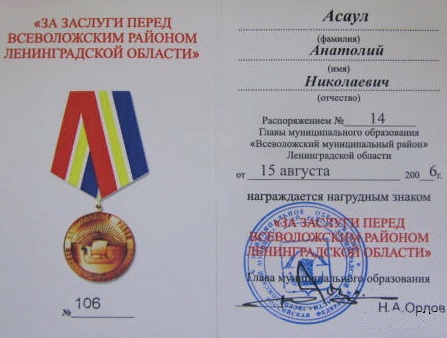 «ЗА ЗАСЛУГИ ПЕРЕД
ВСЕВОЛОЖСКИМ РАЙОНОМ
ЛЕНИНГРАДСКОЙ ОБЛАСТИ»
№ 106
Асаул
(фамилия)
Анатолий
(имя)
Николаевич
(отчество)
Распоряжением № 14
Главы муниципального образования
«Всеволожский муниципальный район»
Ленинградской области
от 15 августа 2006г.
награждается нагрудным знаком
«ЗА ЗАСЛУГИ ПЕРЕД
ВСЕВОЛОЖСКИМ РАЙОНОМ
ЛЕНИНГРАДСКОЙ ОБЛАСТИ»
Глава муниципального образования
Н.А.Орлов